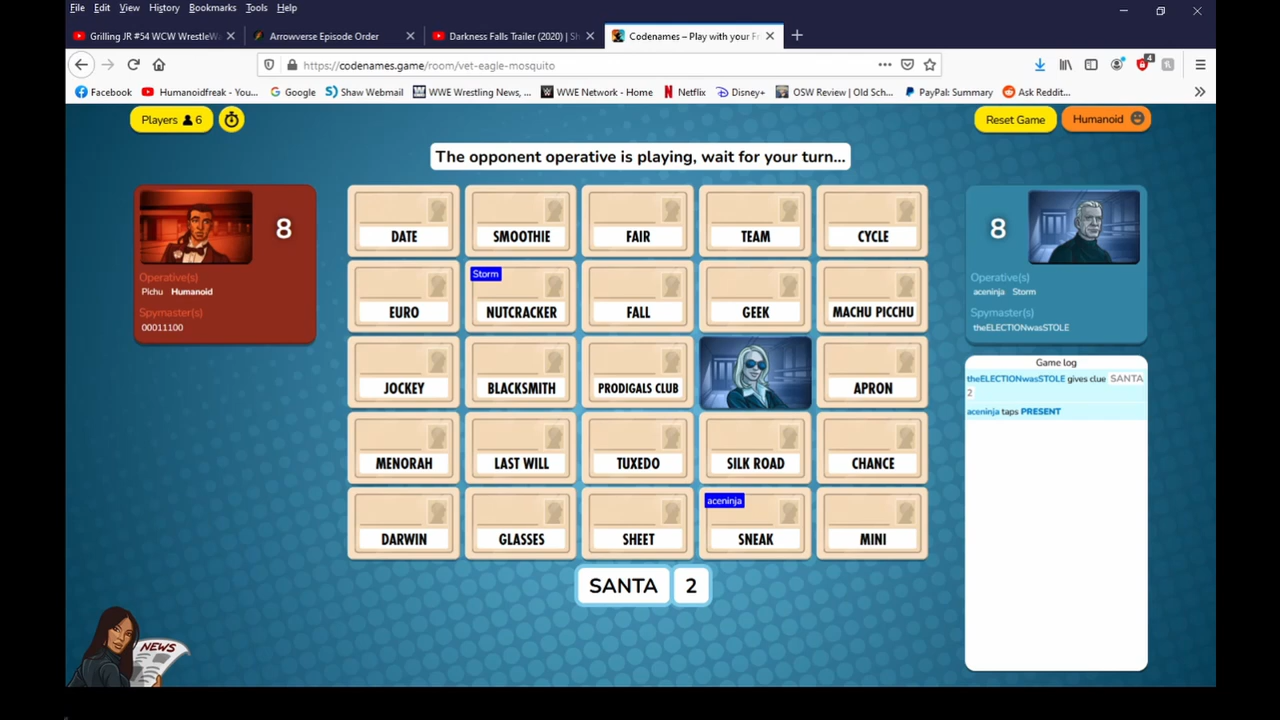 File Edit View History Bookmarks Tools Help
Grilling JR #54 WCW WrestleW Arrowverse Episode Order Darkness Falls Trailer (2020) | Sh Codenames – Play with your Fr
https://codenames.game/room/vet-eagle-mosquito 4
Facebook Humanoidfreak - You... Google Shaw Webmail WWE Wrestling News, ... WWE Network - Home Netflix Disney+ OSW Review | Old Sch... PayPal: Summary Ask Reddit...
Players 6 Reset Game Humanoid
The opponent operative is playing, wait for your turn...
8
Operative(s)
Pichu Humanoid
Spymaster(s)
00011100
8
Operative(s)
aceninja Storm
Spymaster(s)
theELECTIONwasSTOLE
DATE SMOOTHIE FAIR TEAM CYCLE
Storm
EURO NUTCRACKER FALL GEEK MACHU PICCHU
JOCKEY BLACKSMITH PRODIGALS CLUB APRON
MENORAH LAST WILL TUXEDO SILK ROAD CHANCE
aceninja
DARWIN GLASSES SHEET SNEAK MINI
SANTA 2
Game log
theELECTIONwasSTOLE gives clue SANTA
2
aceninja taps PRESENT
NEWS